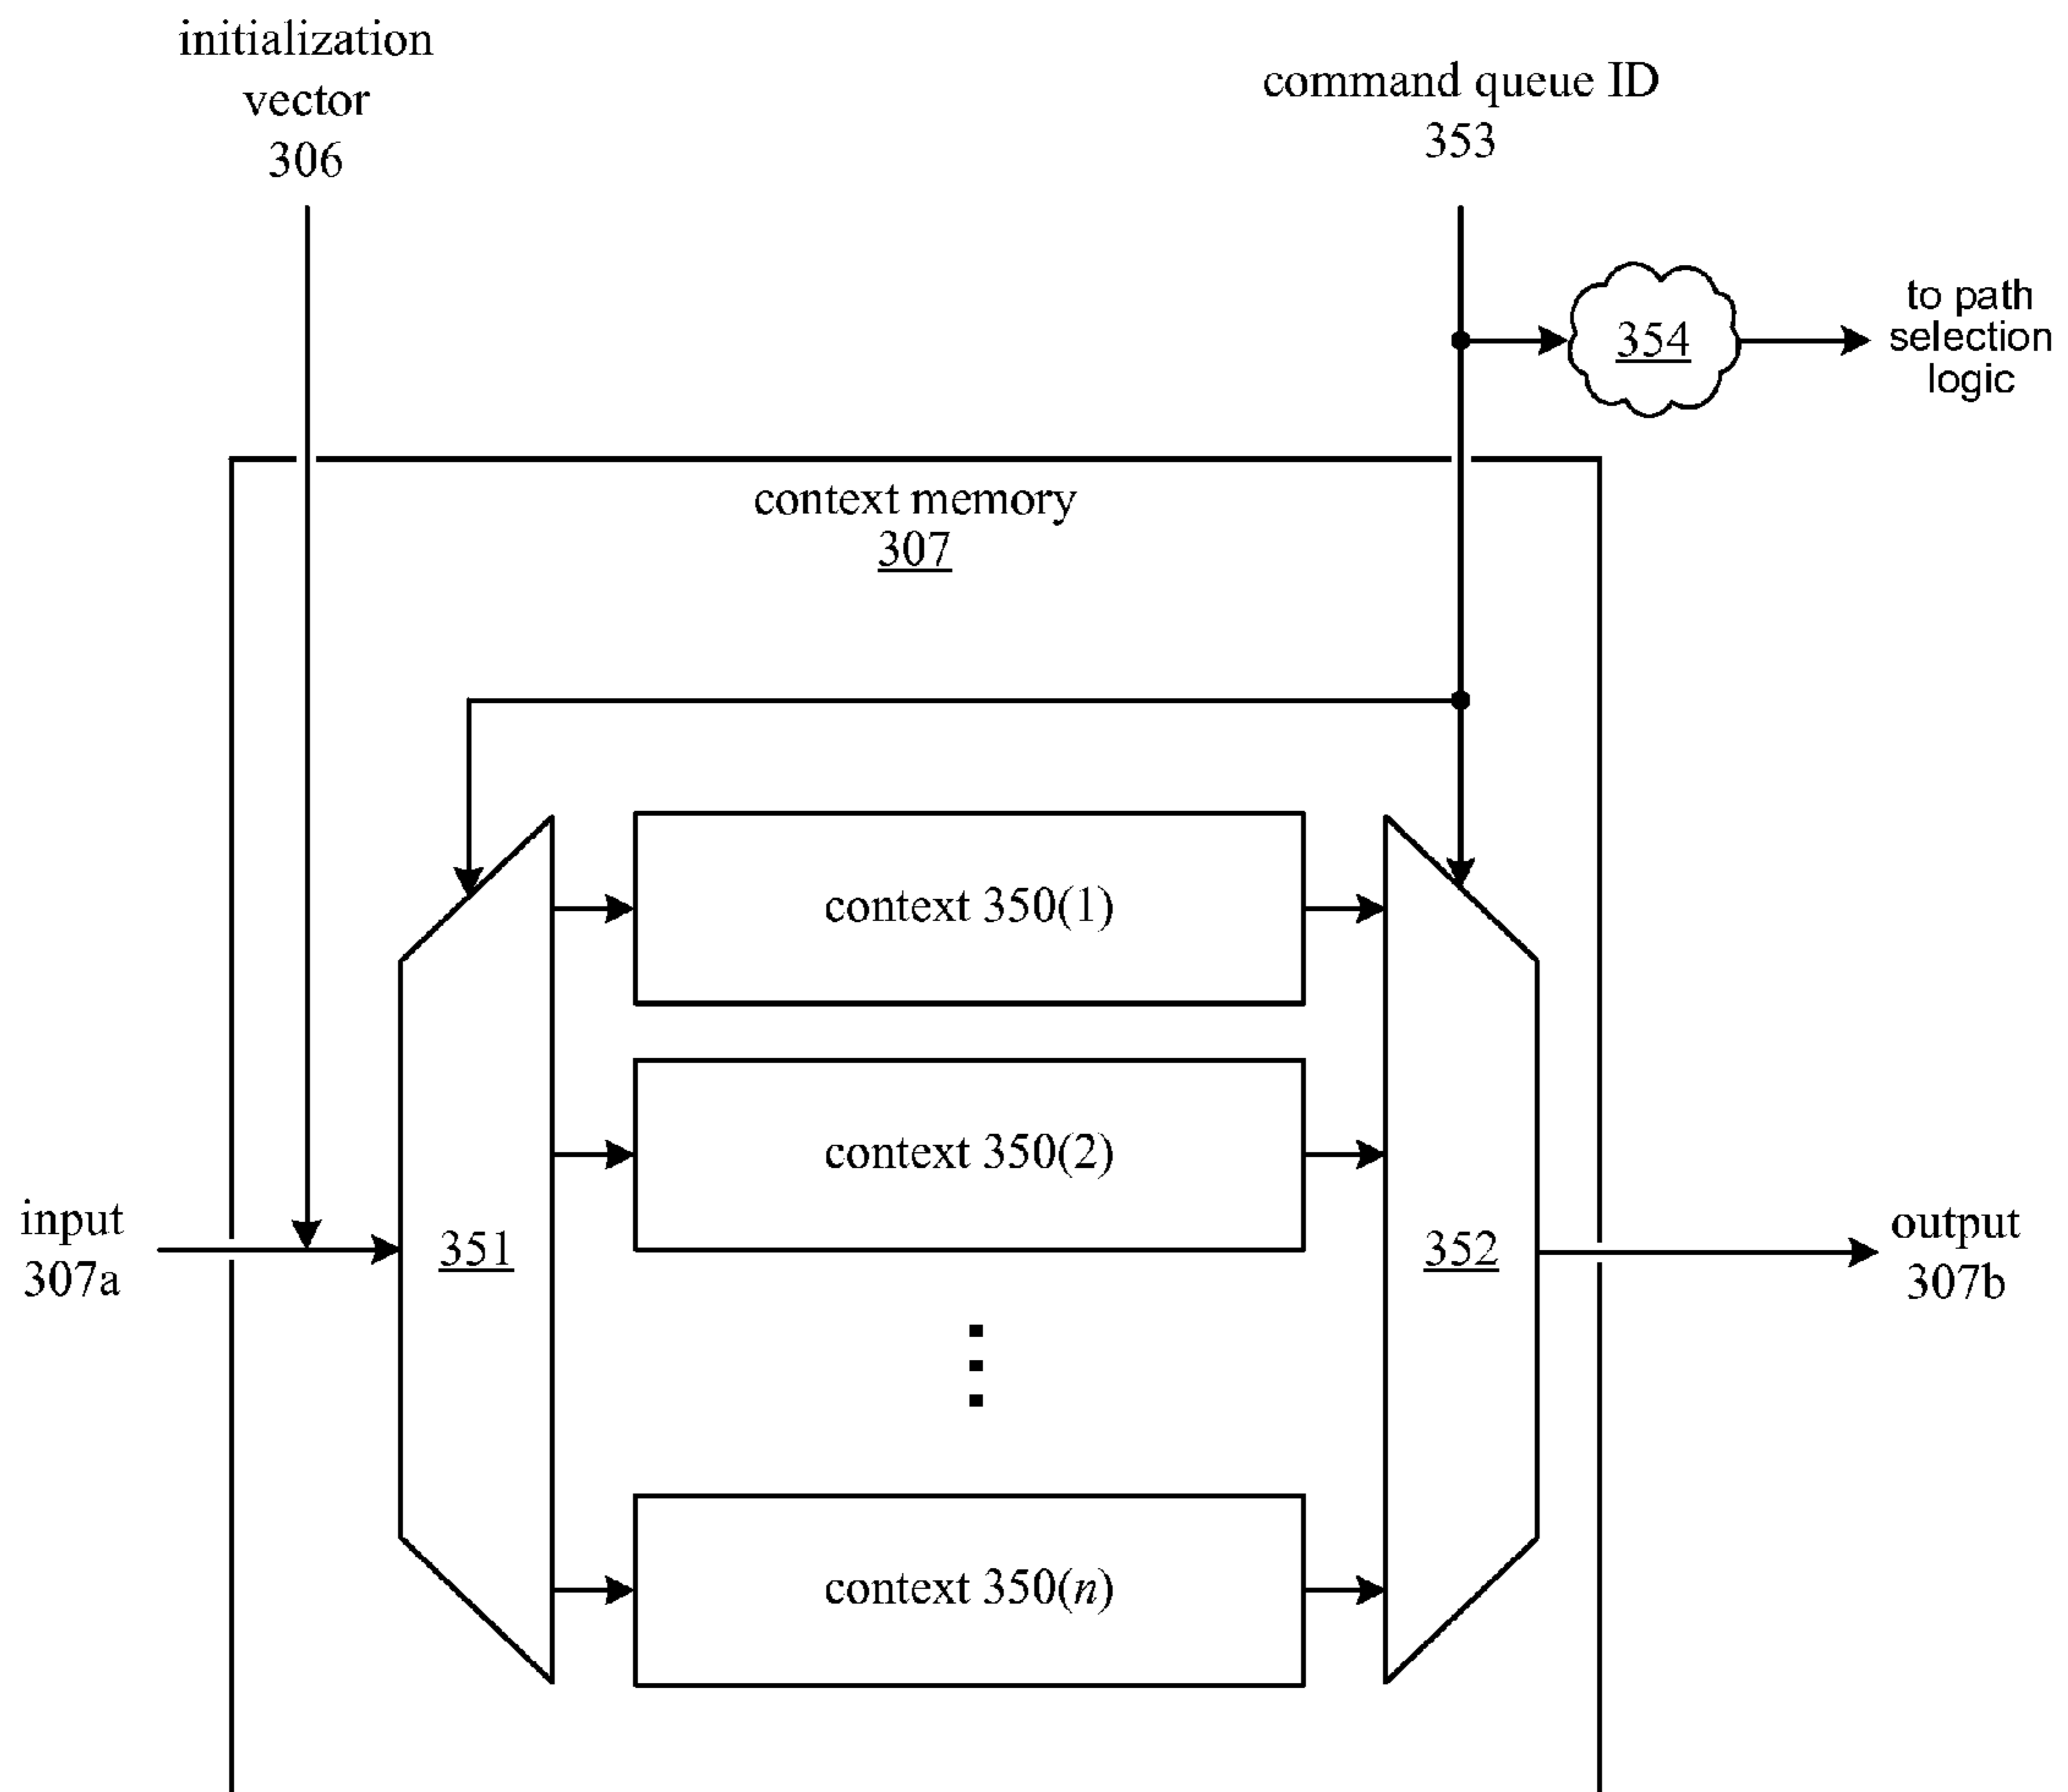 initialization
vector
306
command queue ID
353
354
to path
selection
logic
context memory
307
context 350(1)
context 350(2)
input
307a
351
352
output
307b
context 350(n)